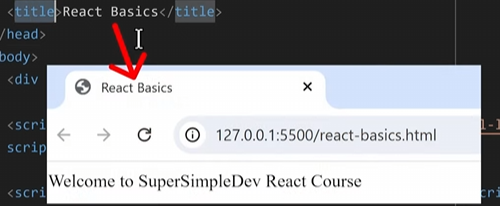 <title>React Basics</title>
/head>
body>
<div
React Basics
<scri
127.0.0.1:5500/react-basics.html
scrip
Welcome to SuperSimpleDev React Course
<scri